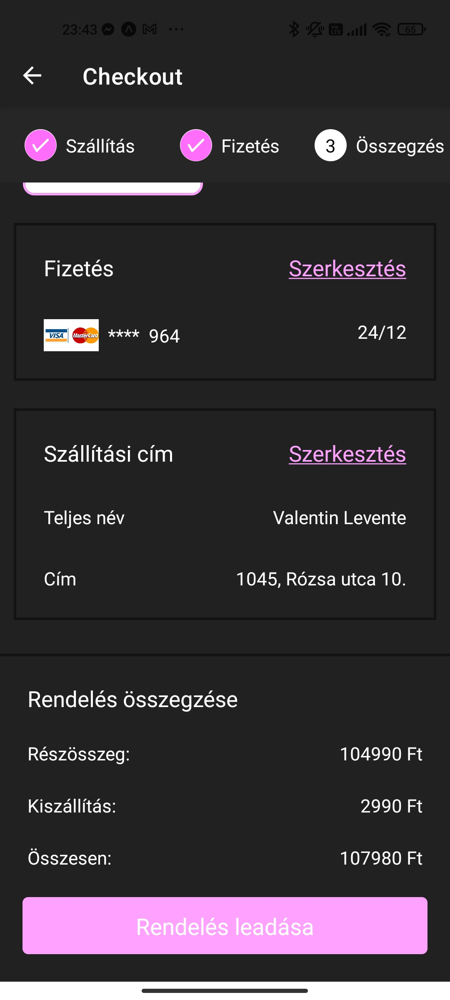 23:43
Vo LTE
65
Checkout
Szállítás
Fizetés
3 Összegzés
Fizetés Szerkesztés
VISA MasterCard **** 964 24/12
Szállítási cím Szerkesztés
Teljes név Valentin Levente
Cím 1045, Rózsa utca 10.
Rendelés összegzése
Részösszeg: 104990 Ft
Kiszállítás: 2990 Ft
Összesen: 107980 Ft
Rendelés leadása